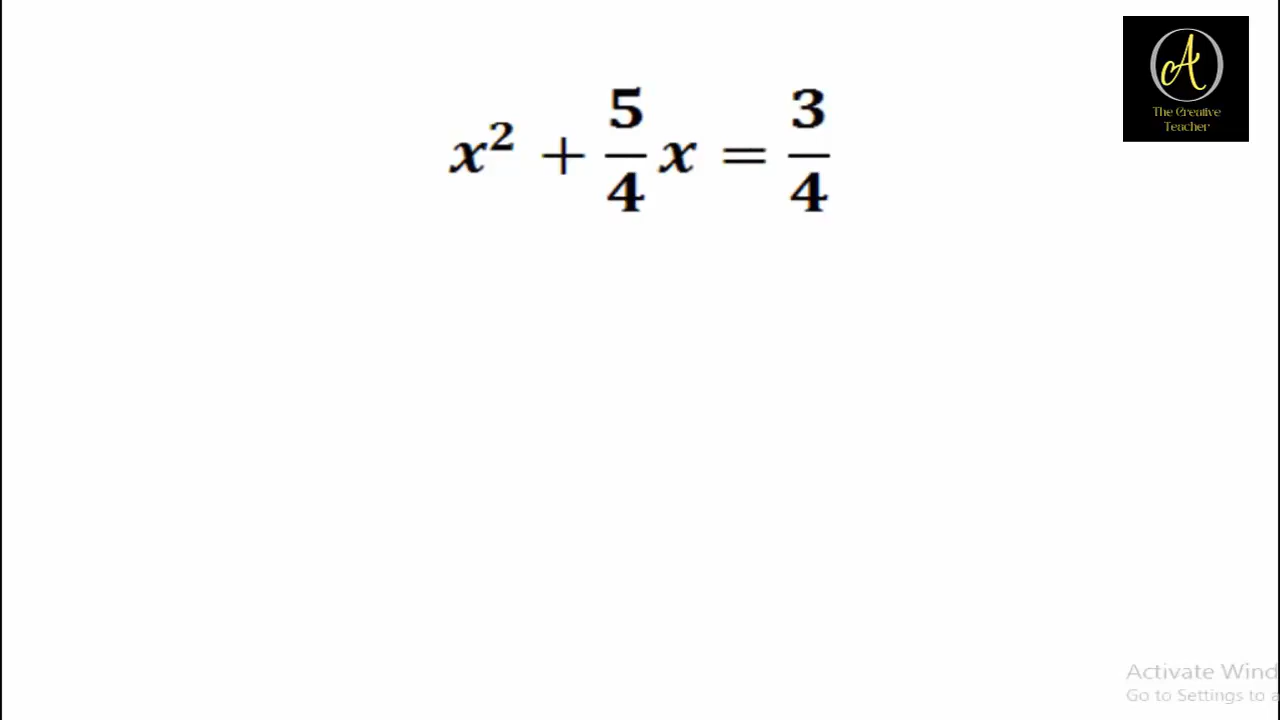 x² + 5/4 x = 3/4
The Creative
Teacher
Activate Wind
Go to Settings to a